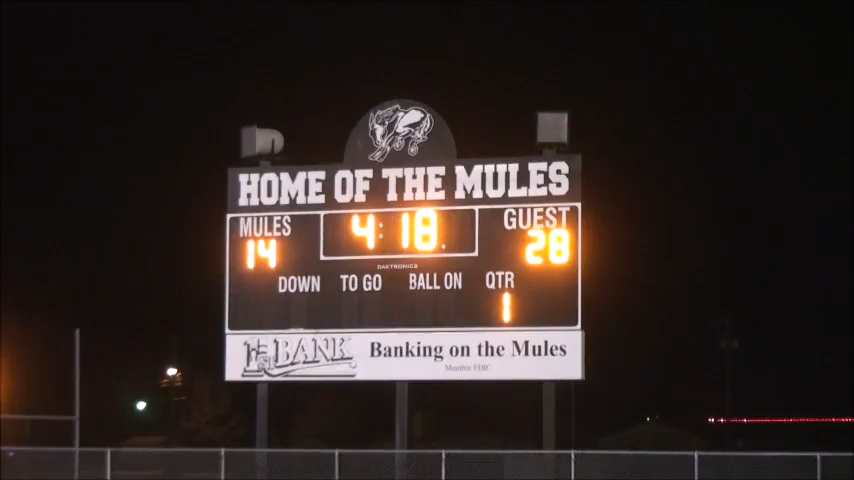 HOME OF THE MULES
MULES 4:18 GUEST
14 28
DAKTRONICS
DOWN TO GO BALL ON QTR
1
1st BANK Banking on the Mules
Member FDIC